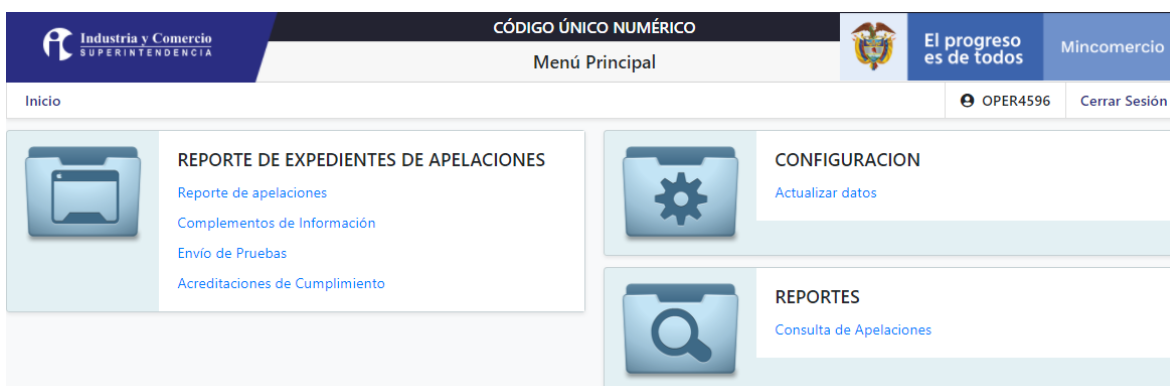 Industria y Comercio
SUPERINTENDENCIA
CÓDIGO ÚNICO NUMÉRICO
Menú Principal
El progreso
es de todos
Mincomercio
Inicio
OPER4596
Cerrar Sesión
REPORTE DE EXPEDIENTES DE APELACIONES
Reporte de apelaciones
Complementos de Información
Envío de Pruebas
Acreditaciones de Cumplimiento
CONFIGURACION
Actualizar datos
REPORTES
Consulta de Apelaciones